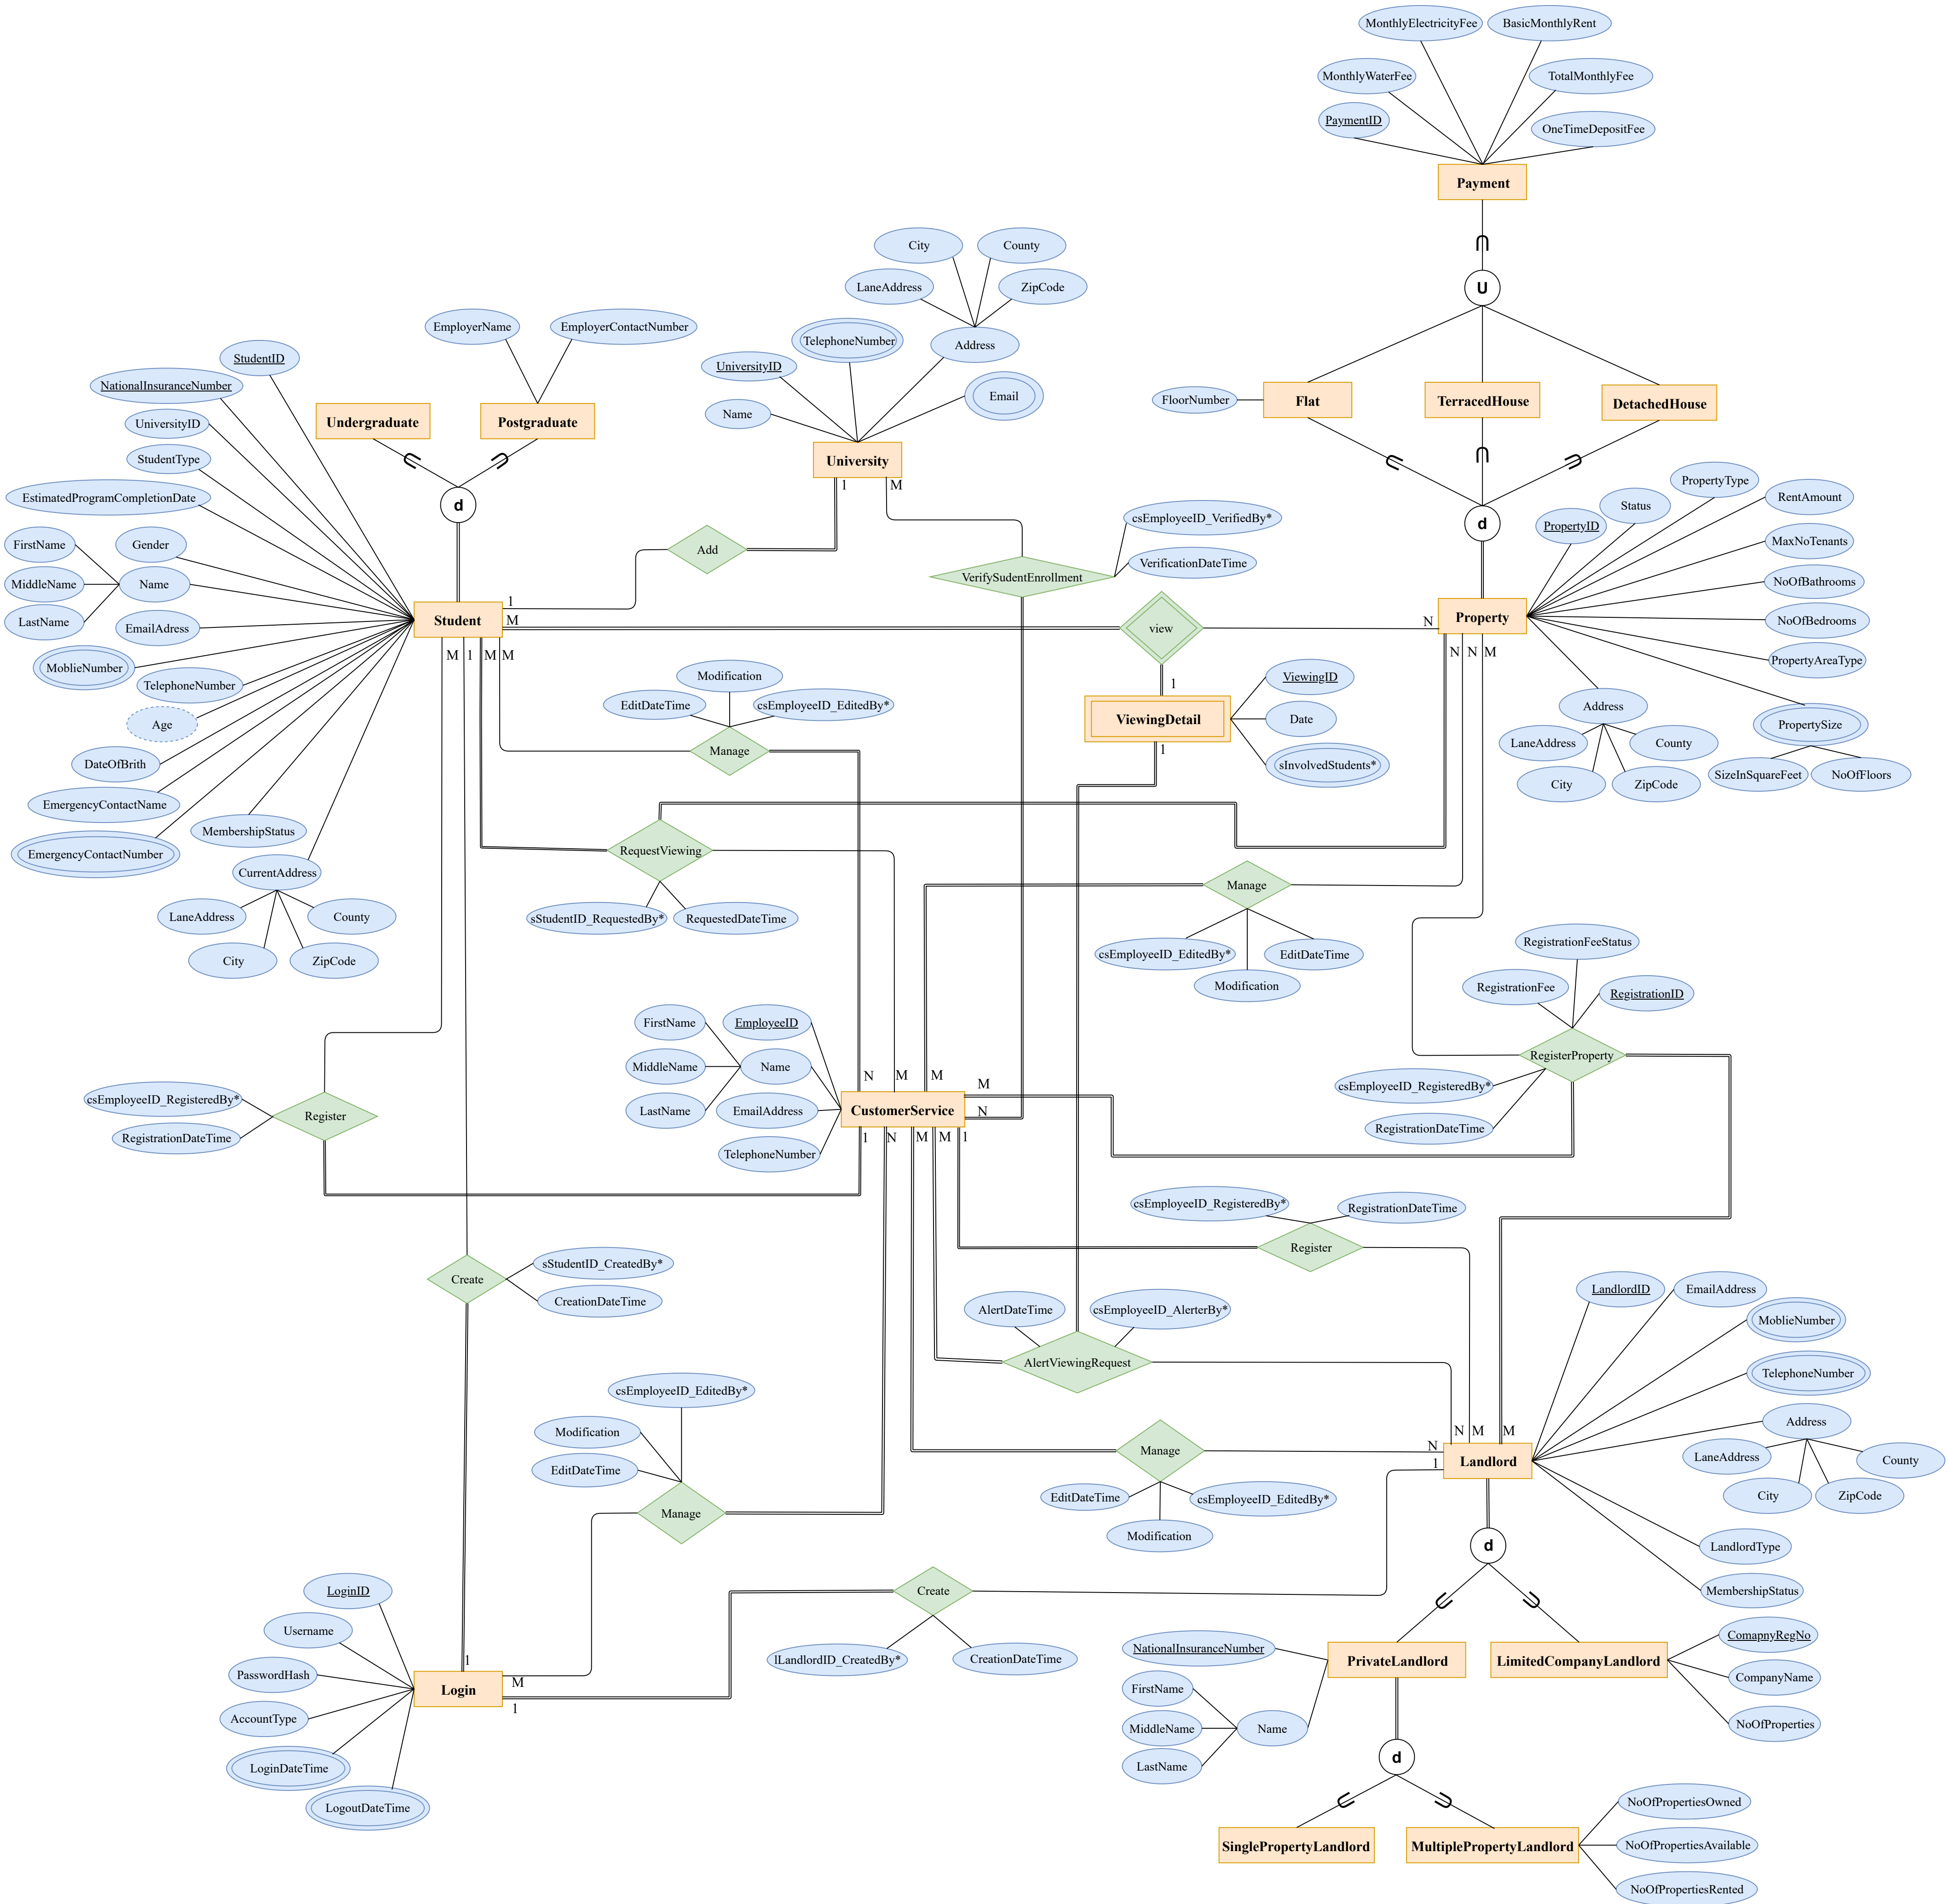 MonthlyElectricityFee
BasicMonthlyRent
MonthlyWaterFee
TotalMonthlyFee
PaymentID
OneTimeDepositFee
Payment
U
City
County
LaneAddress
ZipCode
TelephoneNumber
Address
UniversityID
Email
Name
University
1
M
EmployerName
EmployerContactNumber
StudentID
NationalInsuranceNumber
UniversityID
StudentType
EstimatedProgramCompletionDate
FirstName
Gender
MiddleName
Name
LastName
EmailAdress
MoblieNumber
TelephoneNumber
Age
DateOfBrith
EmergencyContactName
MembershipStatus
EmergencyContactNumber
CurrentAddress
LaneAddress
County
City
ZipCode
Undergraduate
Postgraduate
d
Student
1
M
M
1
M
M
Add
csEmployeeID_VerifiedBy*
VerificationDateTime
VerifySudentEnrollment
view
N
1
FloorNumber
Flat
TerracedHouse
DetachedHouse
d
PropertyType
Status
RentAmount
PropertyID
MaxNoTenants
NoOfBathrooms
NoOfBedrooms
PropertyAreaType
Property
N
N
M
Address
PropertySize
LaneAddress
County
City
ZipCode
SizeInSquareFeet
NoOfFloors
ViewingDetail
ViewingID
Date
sInvolvedStudents*
1
Modification
EditDateTime
csEmployeeID_EditedBy*
Manage
RequestViewing
sStudentID_RequestedBy*
RequestedDateTime
Manage
csEmployeeID_EditedBy*
EditDateTime
Modification
RegistrationFeeStatus
RegistrationFee
RegistrationID
RegisterProperty
csEmployeeID_RegisteredBy*
RegistrationDateTime
FirstName
EmployeeID
MiddleName
Name
LastName
EmailAddress
TelephoneNumber
CustomerService
N
M
M
M
N
1
N
M
M
1
csEmployeeID_RegisteredBy*
RegistrationDateTime
Register
csEmployeeID_RegisteredBy*
RegistrationDateTime
Register
Create
sStudentID_CreatedBy*
CreationDateTime
AlertDateTime
csEmployeeID_AlerterBy*
AlertViewingRequest
LandlordID
EmailAddress
MoblieNumber
TelephoneNumber
Address
LaneAddress
County
City
ZipCode
LandlordType
MembershipStatus
N
M
M
N
1
Landlord
Manage
EditDateTime
csEmployeeID_EditedBy*
Modification
csEmployeeID_EditedBy*
Modification
EditDateTime
Manage
Create
lLandlordID_CreatedBy*
CreationDateTime
LoginID
Username
PasswordHash
AccountType
LoginDateTime
LogoutDateTime
Login
1
M
1
d
NationalInsuranceNumber
FirstName
MiddleName
Name
LastName
PrivateLandlord
LimitedCompanyLandlord
ComapnyRegNo
CompanyName
NoOfProperties
d
SinglePropertyLandlord
MultiplePropertyLandlord
NoOfPropertiesOwned
NoOfPropertiesAvailable
NoOfPropertiesRented